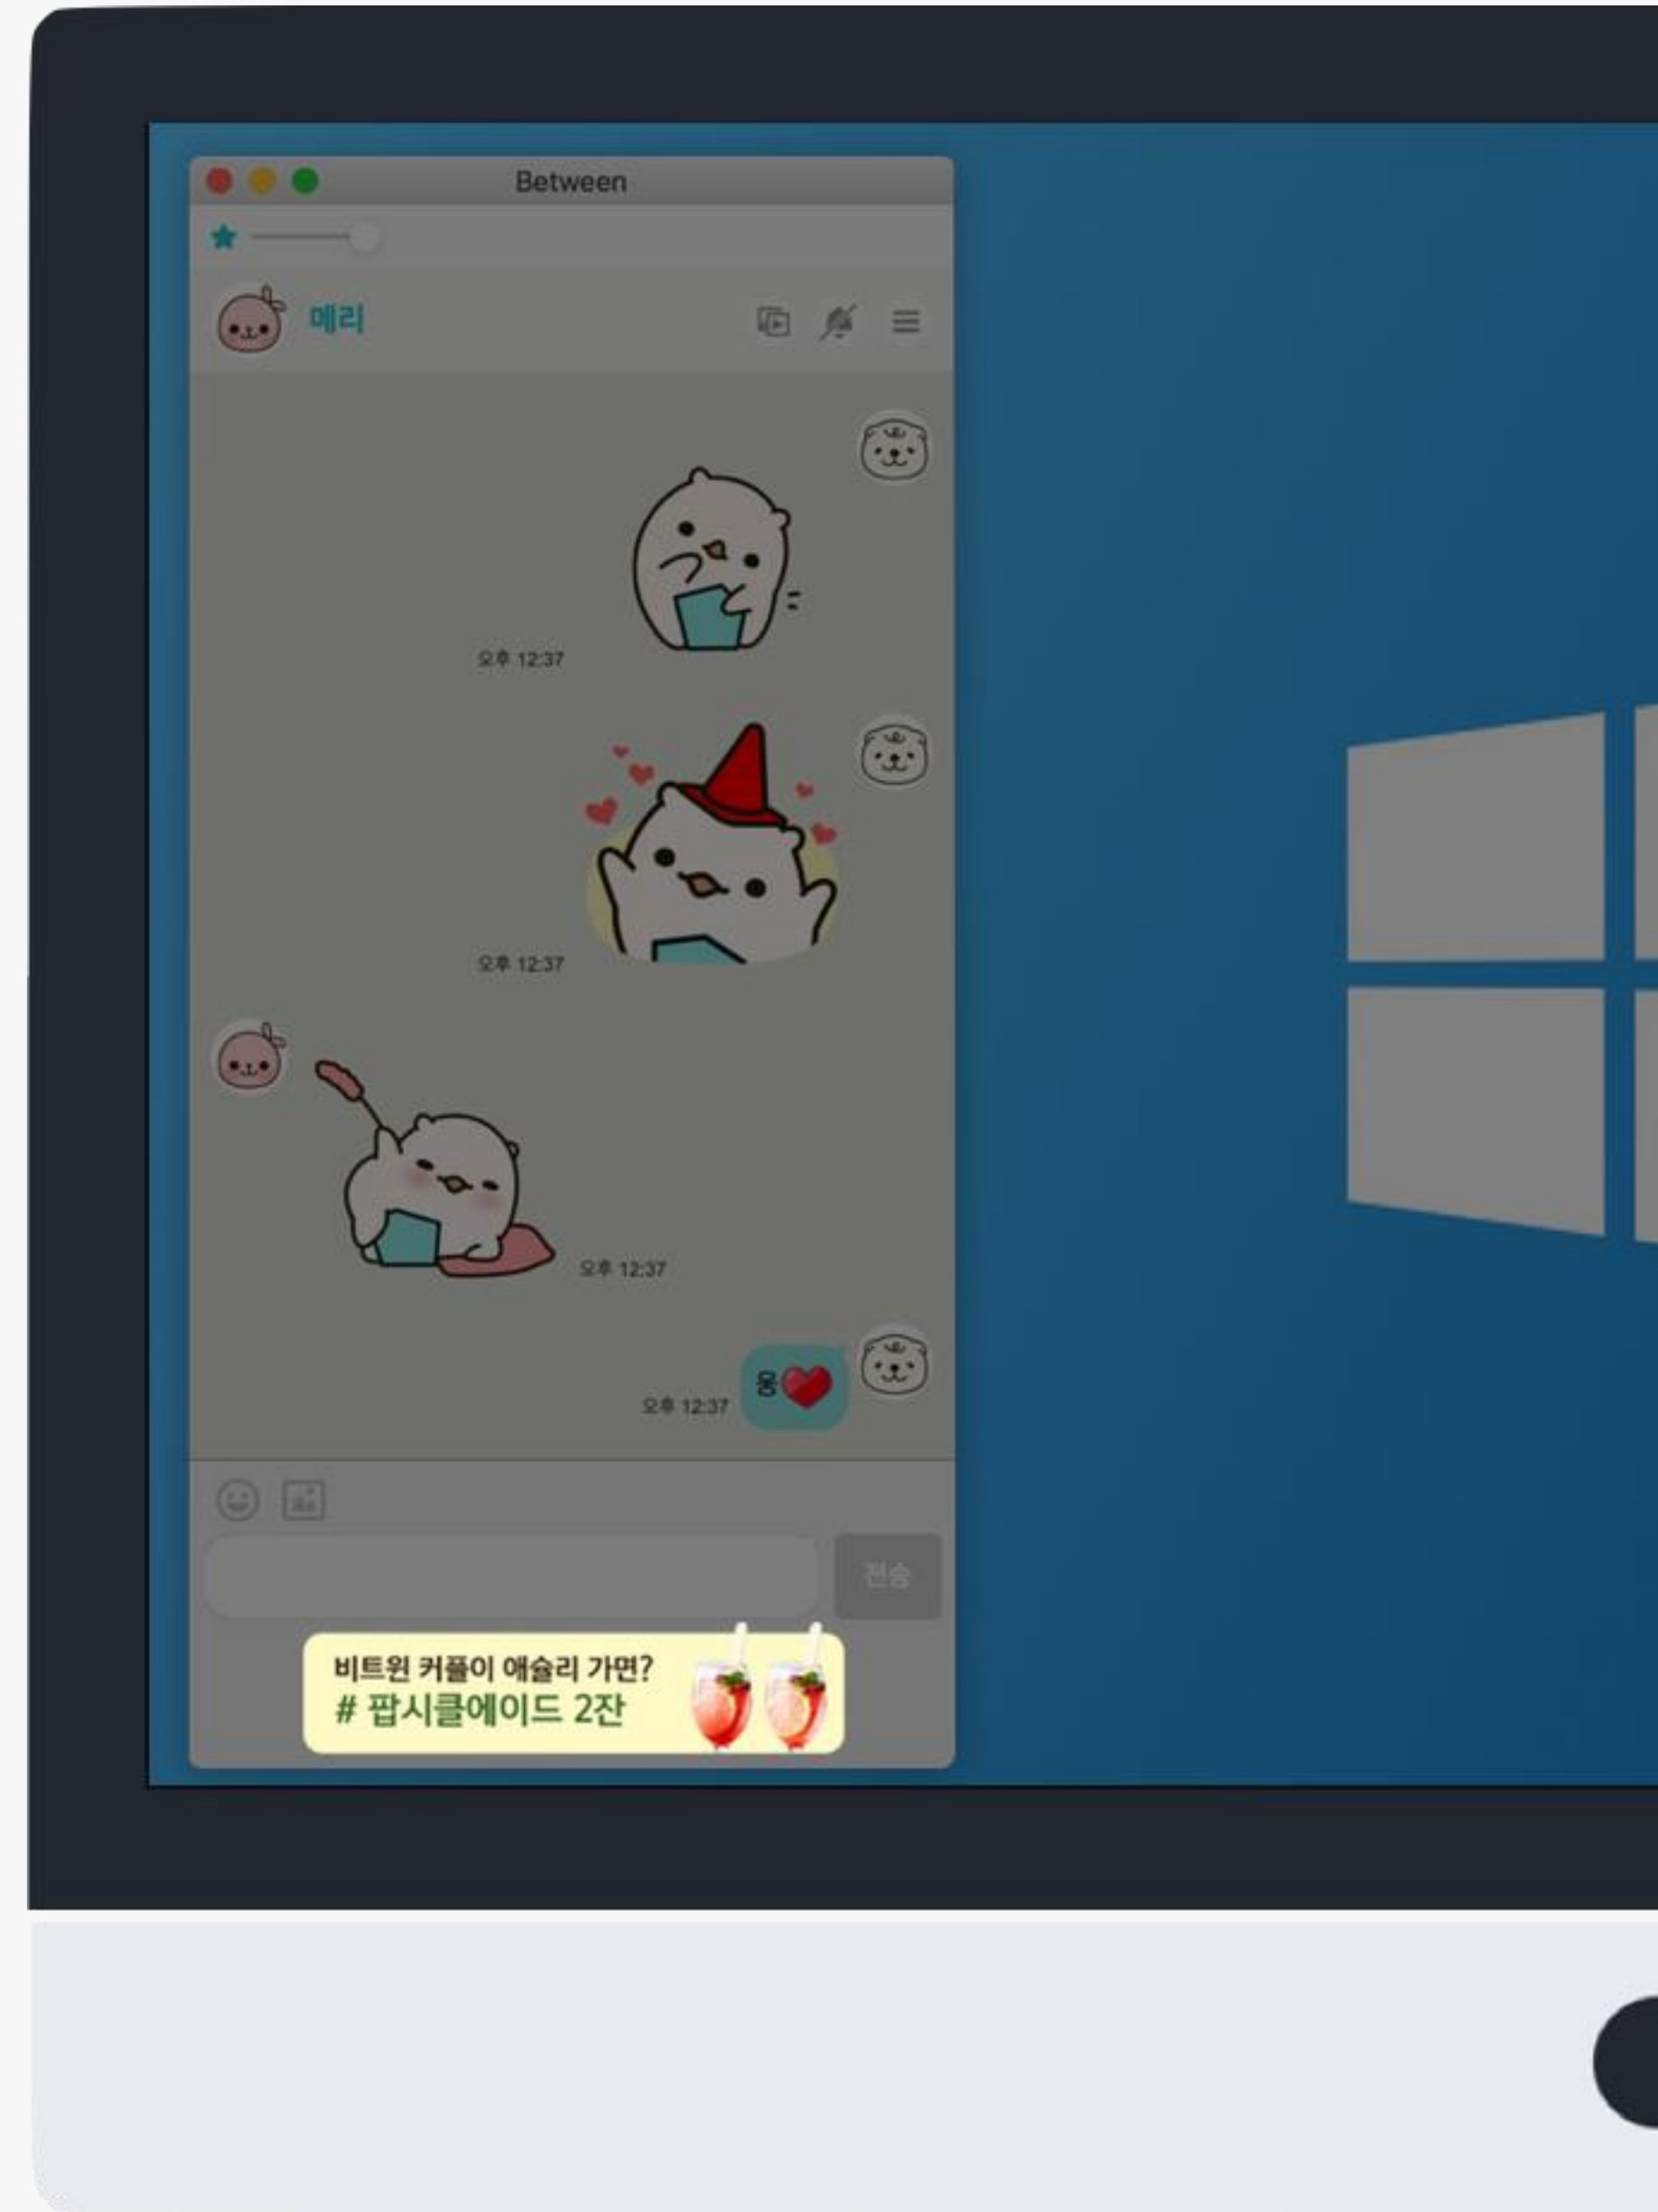 Between
메리
오후 12:37
오후 12:37
오후 12:37
웅
오후 12:37
전송
비트윈 커플이 애슐리 가면?
# 팝시클에이드 2잔